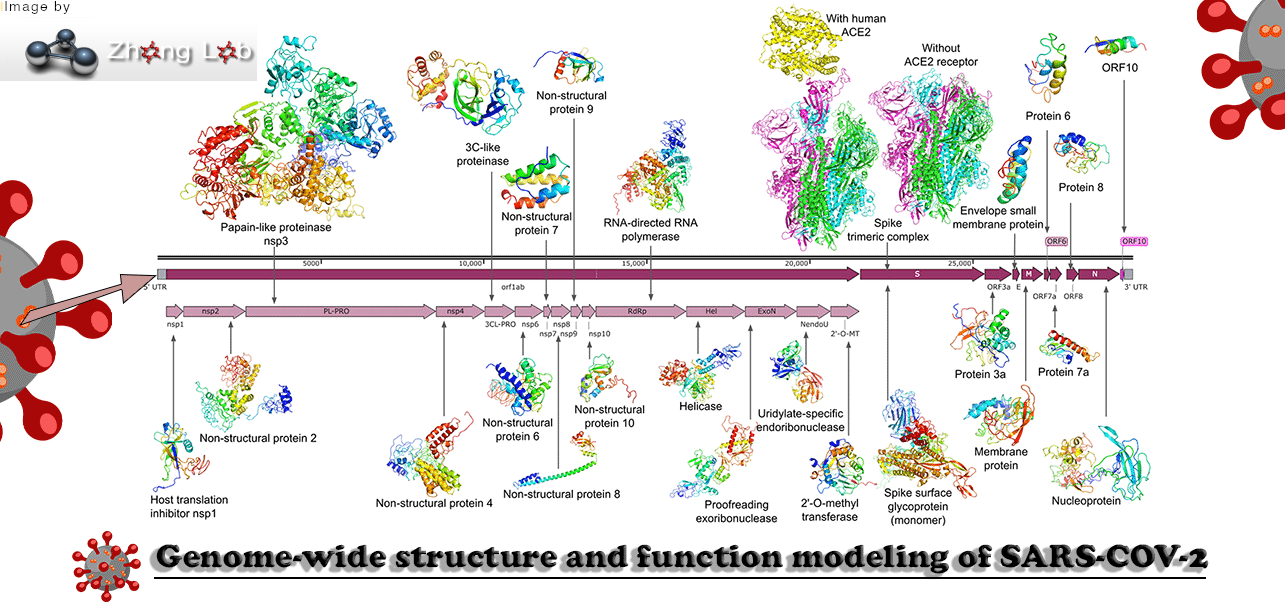 Image by
Zhang Lab
With human
ACE2
Without
ACE2 receptor
ORF10
Non-structural
protein 9
Protein 6
3C-like
proteinase
Protein 8
Non-structural
protein 7
Papain-like proteinase
nsp3
RNA-directed RNA
polymerase
Spike
trimeric complex
Envelope small
membrane protein
ORF6
ORF10
5000
10,000
15,000
20,000
25,000
S
M
N
5' UTR
orf1ab
ORF3a
E
ORF7a
ORF8
3' UTR
nsp2
PL-PRO
nsp4
RdRp
Hel
ExoN
nsp1
3CL-PRO
nsp6
nsp7
nsp8
nsp9
nsp10
NendoU
2'-O-MT
Host translation
inhibitor nsp1
Non-structural protein 2
Non-structural protein 4
Non-structural
protein 6
Non-structural protein 8
Non-structural
protein 10
Helicase
Proofreading
exoribonuclease
Uridylate-specific
endoribonuclease
2'-O-methyl
transferase
Spike surface
glycoprotein
(monomer)
Protein 3a
Membrane
protein
Protein 7a
Nucleoprotein
Genome-wide structure and function modeling of SARS-COV-2